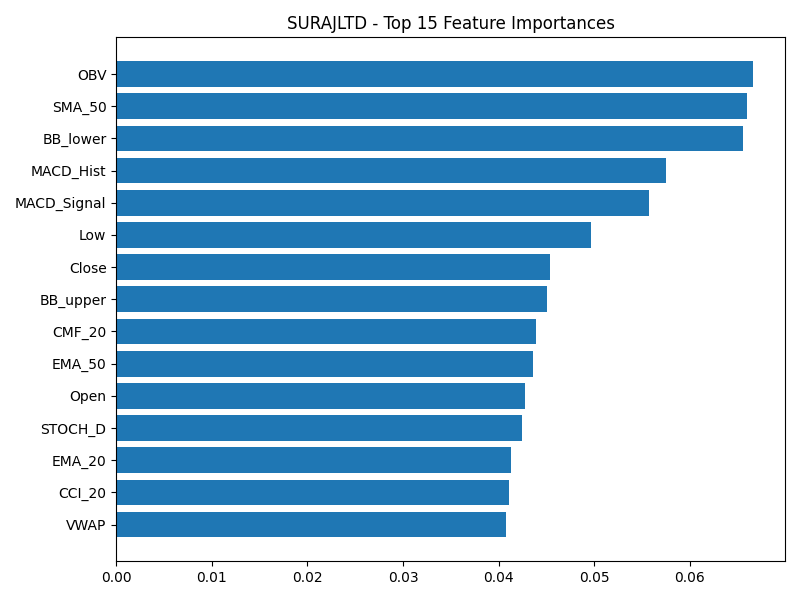 SURAJLTD - Top 15 Feature Importances
OBV
SMA_50
BB_lower
MACD_Hist
MACD_Signal
Low
Close
BB_upper
CMF_20
EMA_50
Open
STOCH_D
EMA_20
CCI_20
VWAP
0.00 0.01 0.02 0.03 0.04 0.05 0.06